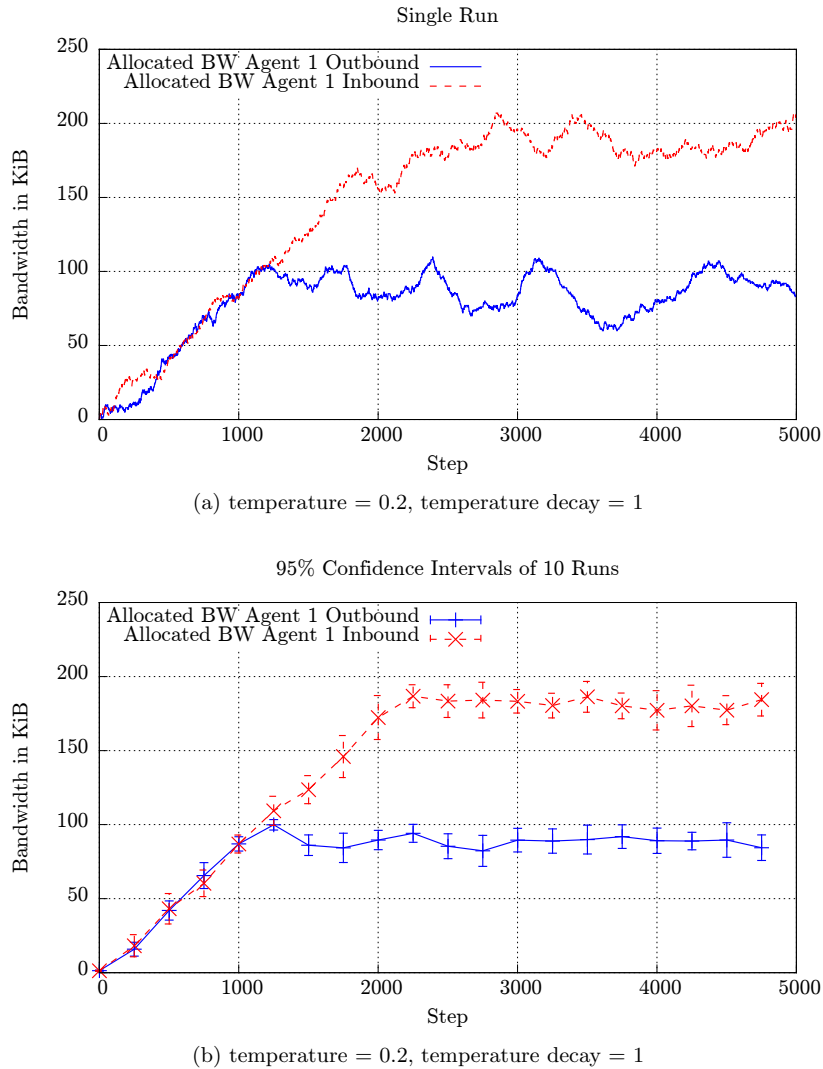 Single Run
250
200
150
100
50
0
Bandwidth in KiB
Allocated BW Agent 1 Outbound
Allocated BW Agent 1 Inbound
0 1000 2000 3000 4000 5000
Step
(a) temperature = 0.2, temperature decay = 1
95% Confidence Intervals of 10 Runs
250
200
150
100
50
0
Bandwidth in KiB
Allocated BW Agent 1 Outbound
Allocated BW Agent 1 Inbound
0 1000 2000 3000 4000 5000
Step
(b) temperature = 0.2, temperature decay = 1